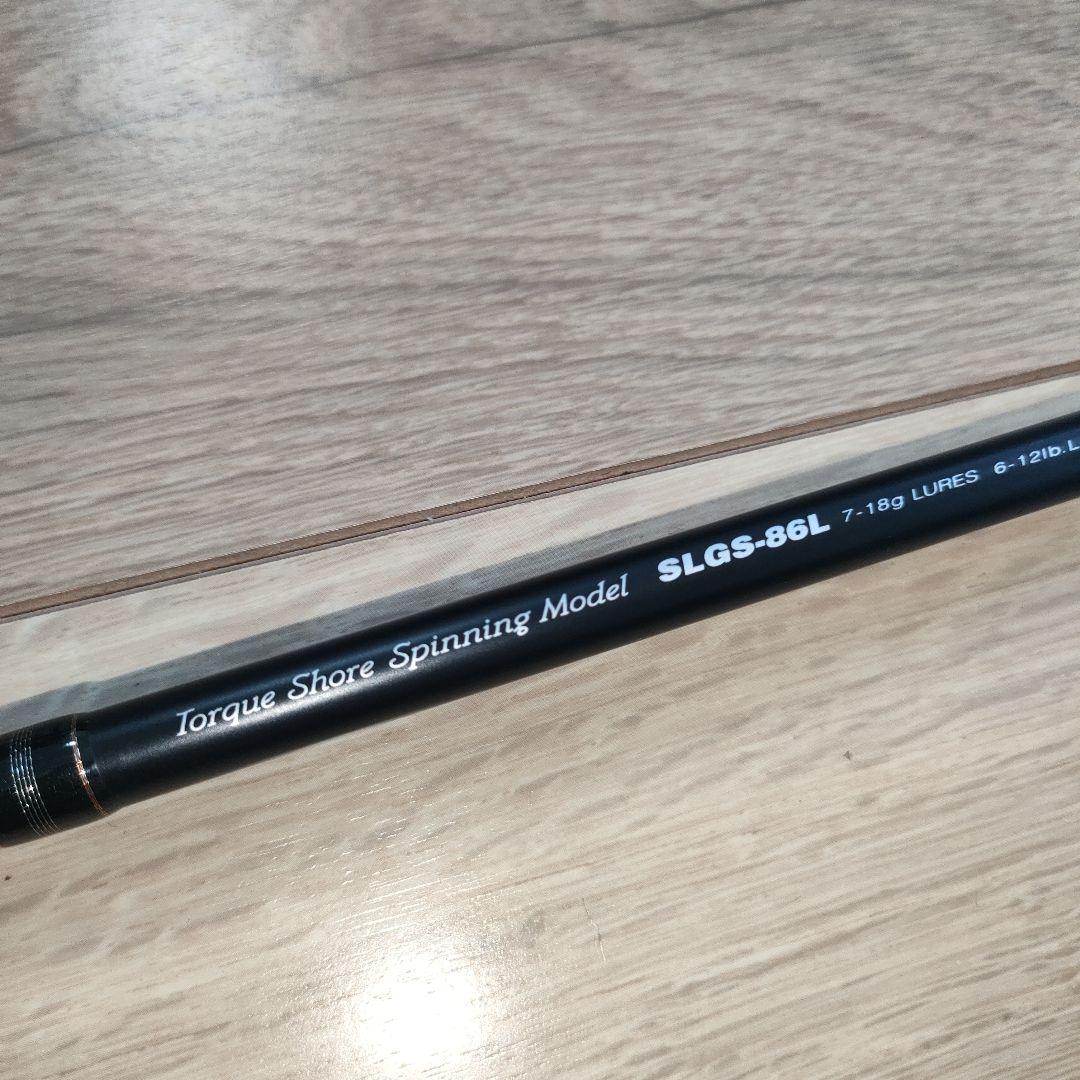 Torque Shore Spinning Model SLGS-86L 7-18g LURES 6-12lb.L